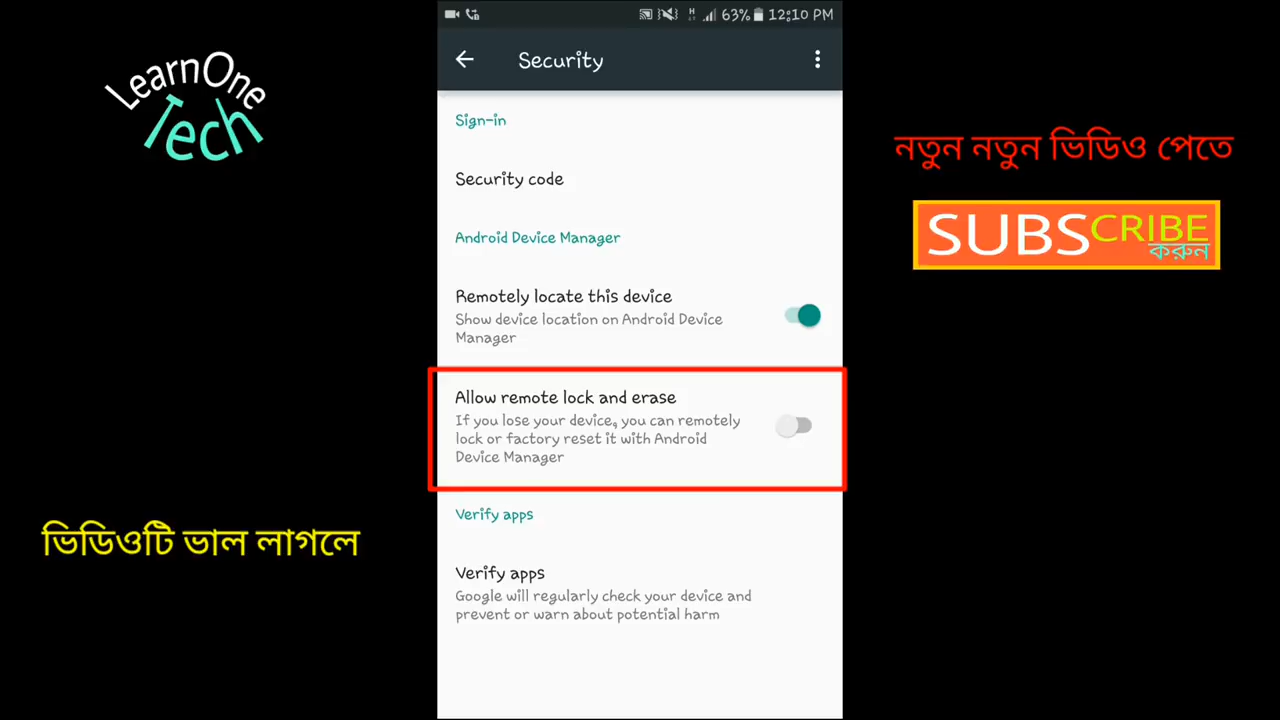 LearnOne
Tech
63% 12:10 PM
Security
Sign-in
Security code
Android Device Manager
Remotely locate this device
Show device location on Android Device
Manager
Allow remote lock and erase
If you lose your device, you can remotely
lock or factory reset it with Android
Device Manager
Verify apps
Verify apps
Google will regularly check your device and
prevent or warn about potential harm
নতুন নতুন ভিডিও পেতে
SUBSCRIBE
করুন
ভিডিওটি ভাল লাগলে